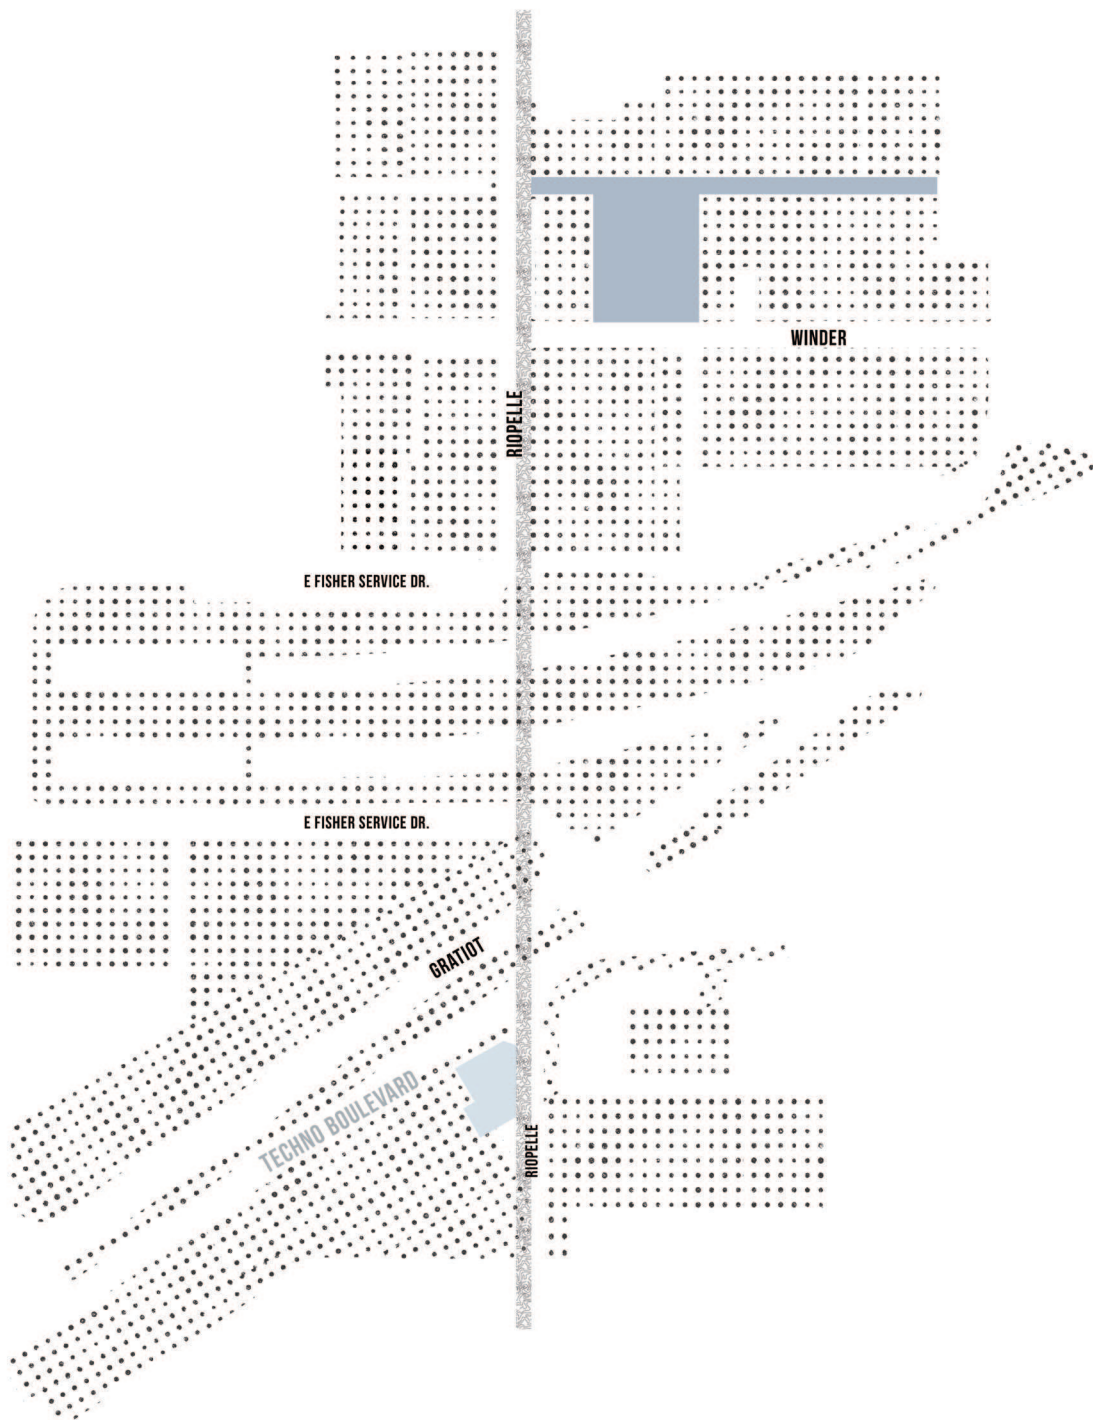 WINDER
RIOPELLE
E FISHER SERVICE DR.
E FISHER SERVICE DR.
GRATIOT
TECHNO BOULEVARD
RIOPELLE